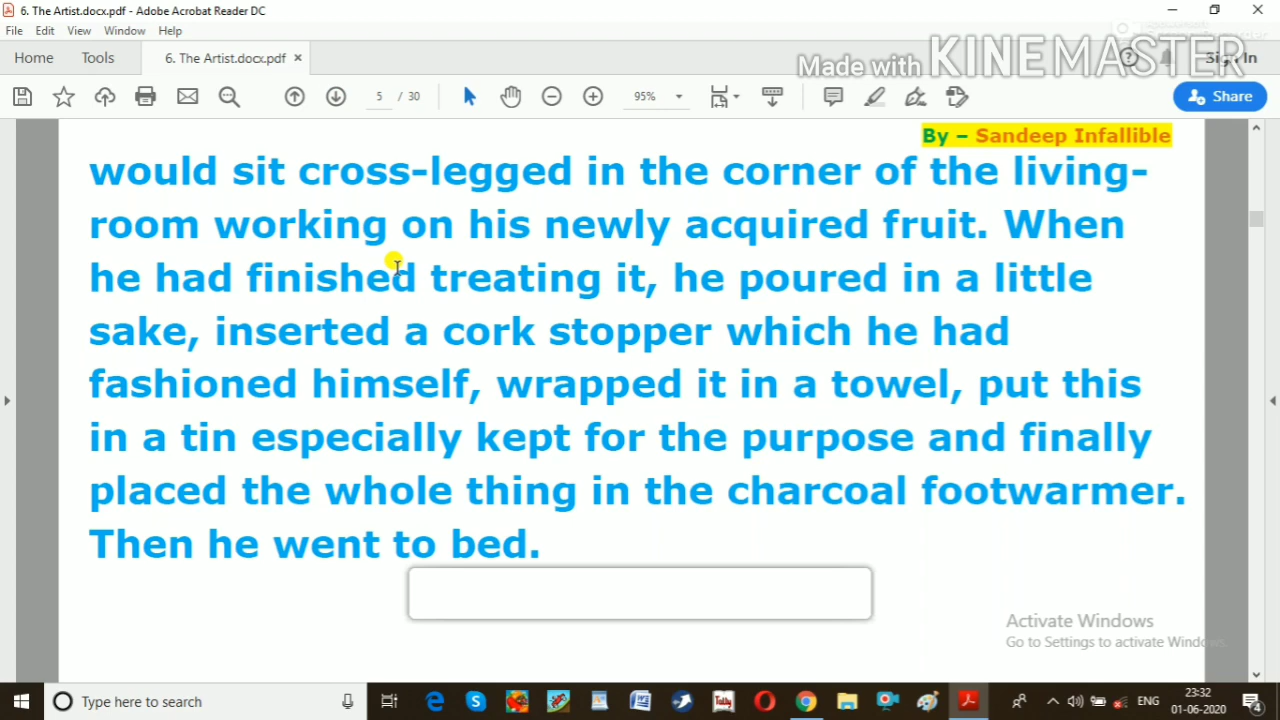 6. The Artist.docx.pdf - Adobe Acrobat Reader DC
File Edit View Window Help
Home Tools 6. The Artist.docx.pdf × Sign In
Made with KINEMASTER
5 / 30 95% Share
By – Sandeep Infallible
would sit cross-legged in the corner of the living-
room working on his newly acquired fruit. When
he had finished treating it, he poured in a little
sake, inserted a cork stopper which he had
fashioned himself, wrapped it in a towel, put this
in a tin especially kept for the purpose and finally
placed the whole thing in the charcoal footwarmer.
Then he went to bed.
Activate Windows
Go to Settings to activate Windows.
Type here to search
Tally
ENG
23:32
01-06-2020
4